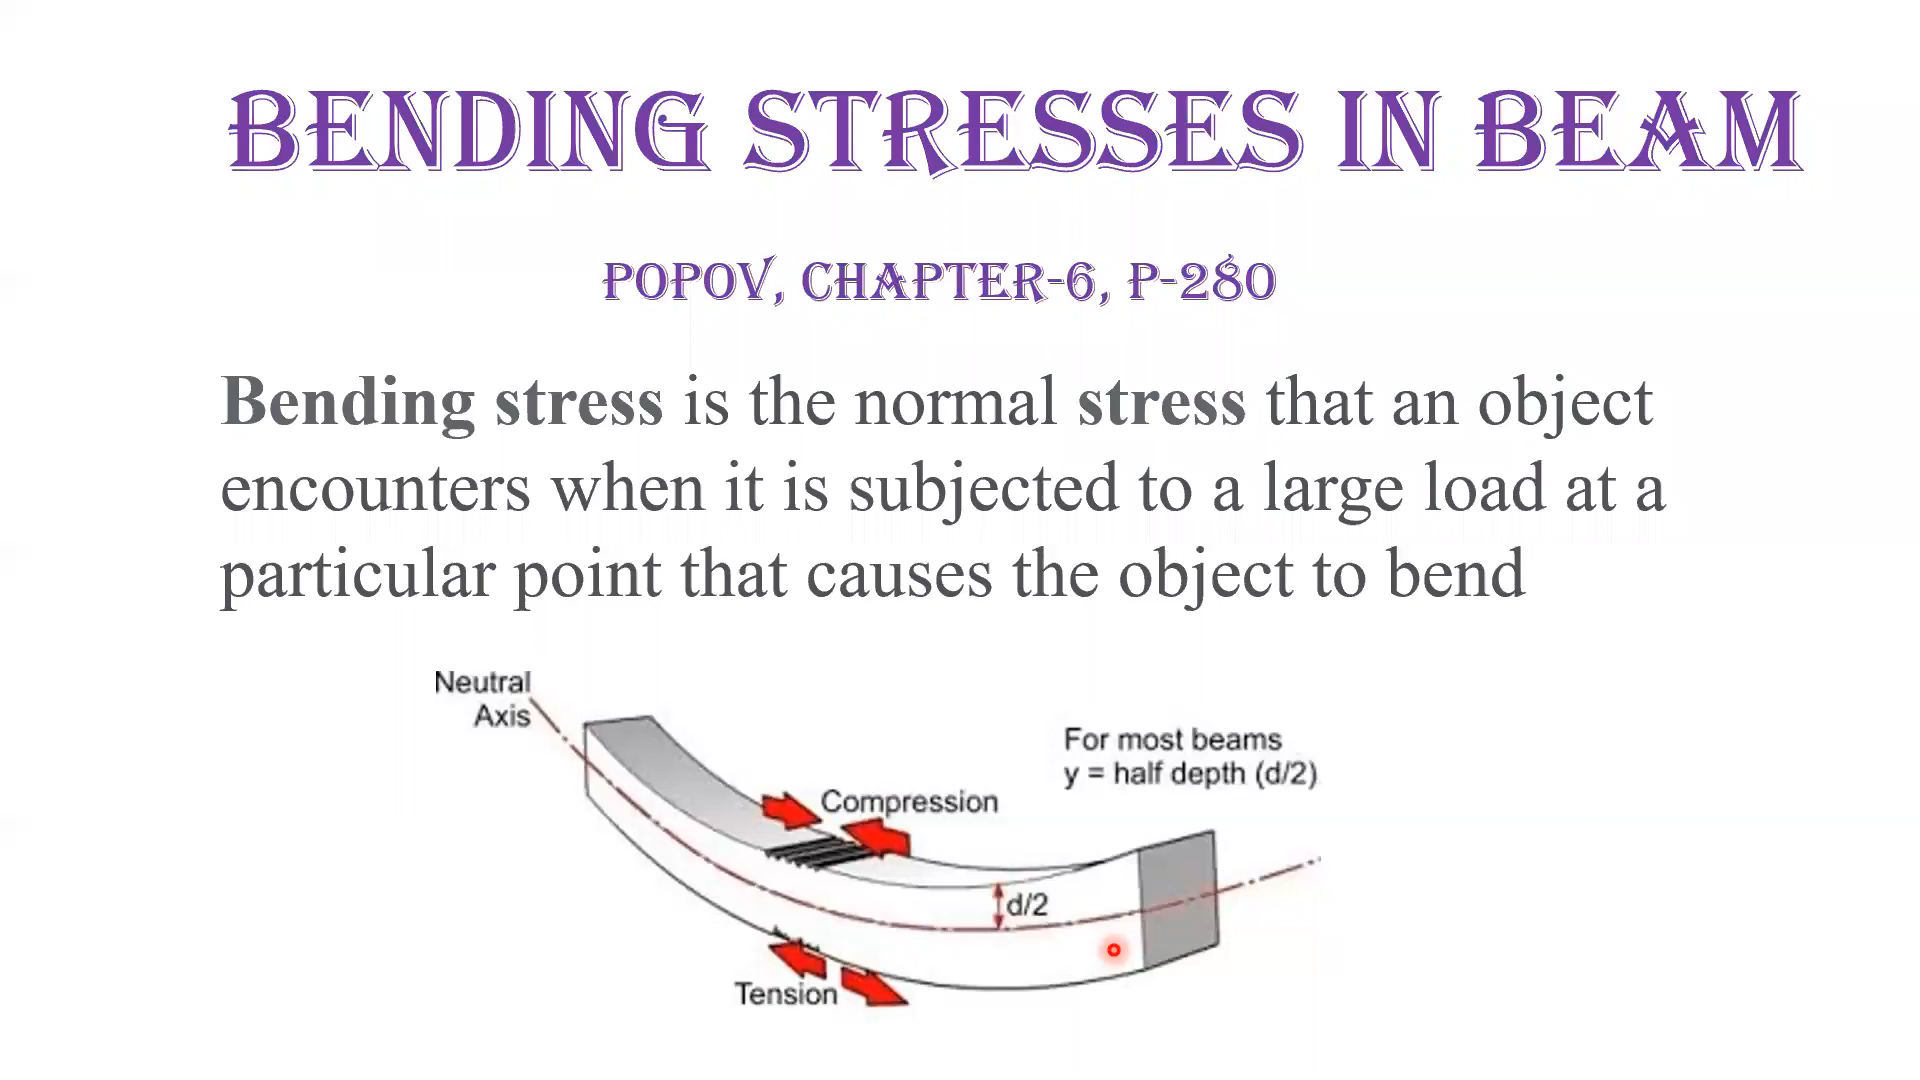 BENDING STRESSES IN BEAM
POPOV, CHAPTER-6, P-280
Bending stress is the normal stress that an object
encounters when it is subjected to a large load at a
particular point that causes the object to bend
Neutral
Axis
For most beams
y = half depth (d/2)
Compression
d/2
Tension